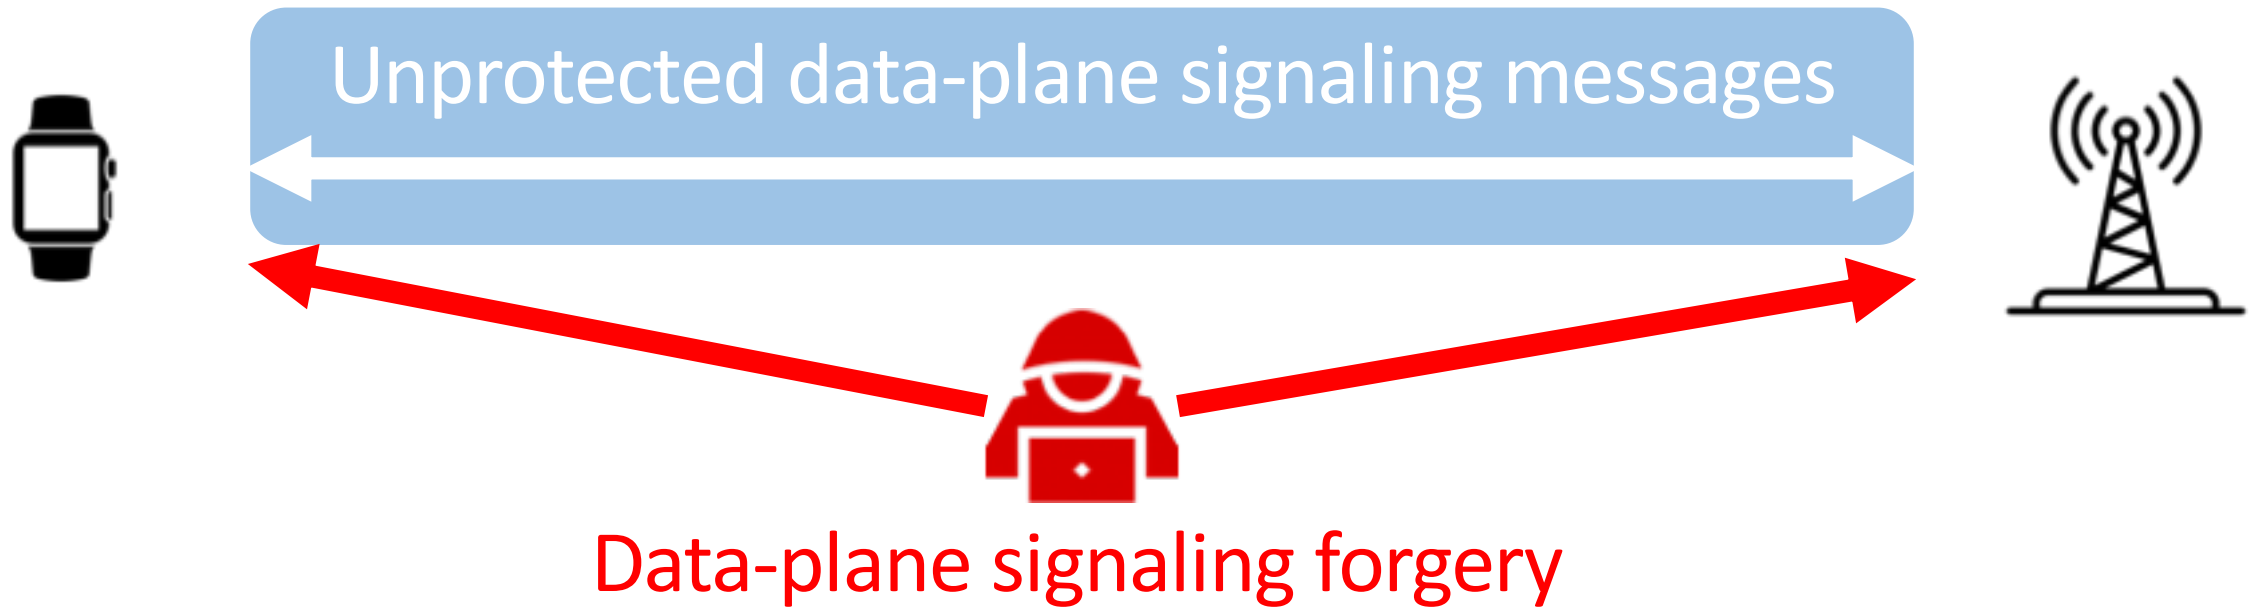 Unprotected data-plane signaling messages
Data-plane signaling forgery